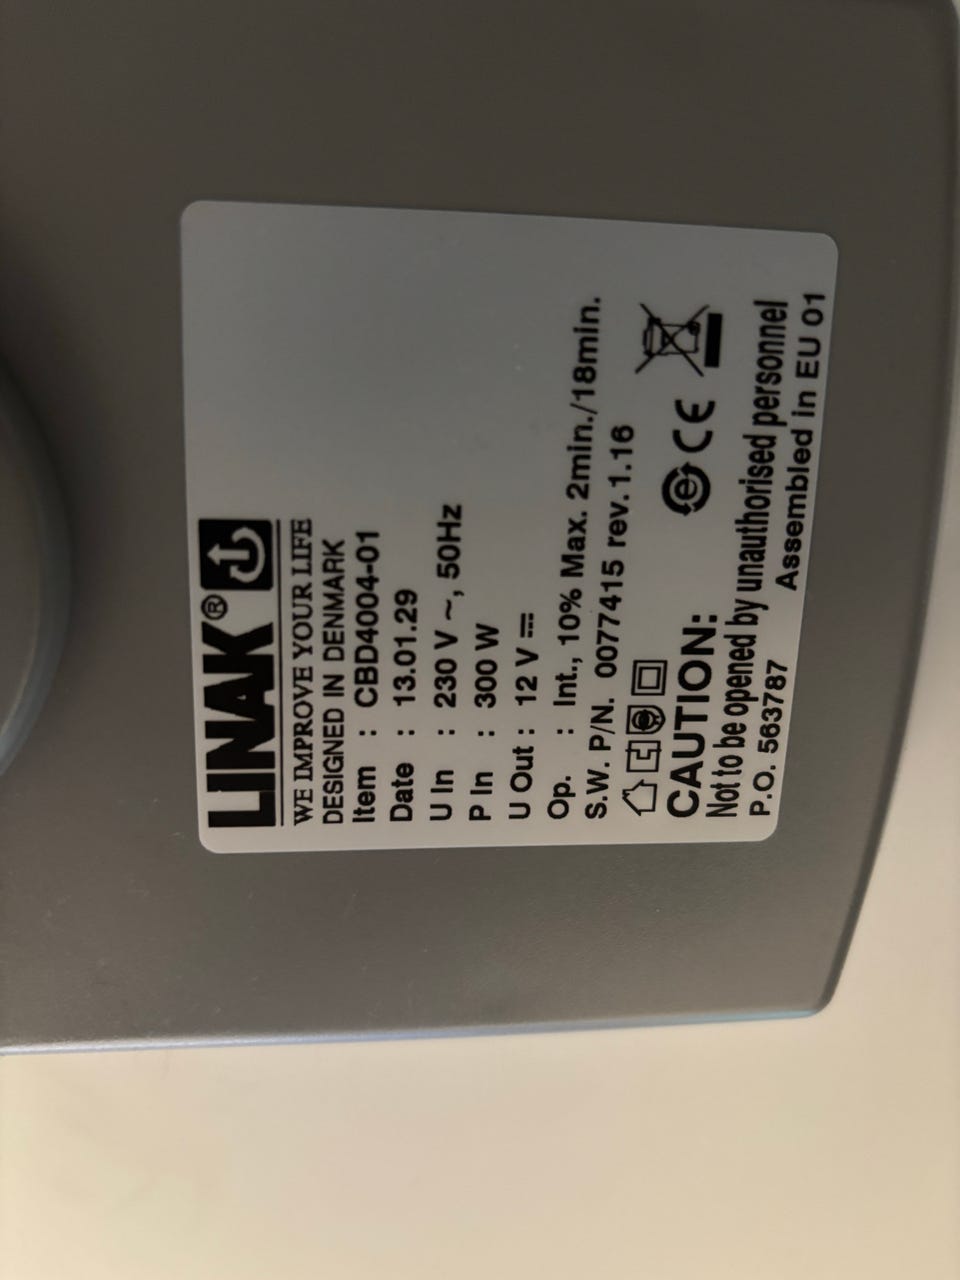 LINAK®
WE IMPROVE YOUR LIFE
DESIGNED IN DENMARK
Item : CBD4004-01
Date : 13.01.29
U In : 230 V ~, 50Hz
P In : 300 W
U Out : 12 V ⎓
Op. : Int., 10% Max. 2min./18min.
S.W. P/N. 0077415 rev. 1.16
e CE
CAUTION:
Not to be opened by unauthorised personnel
P.O. 563787 Assembled in EU 01